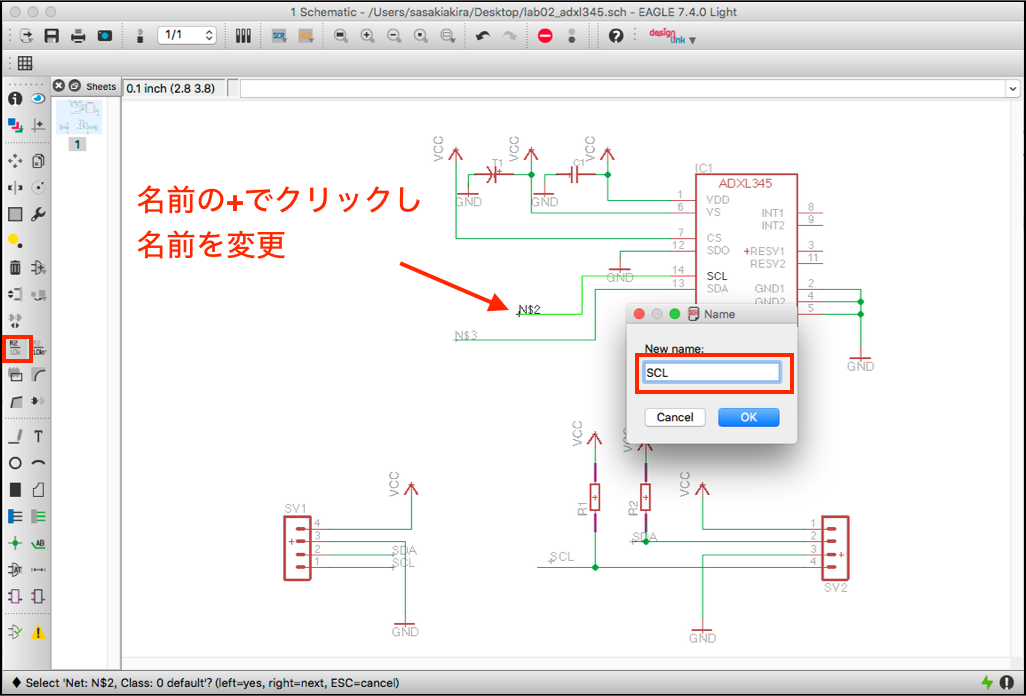 1 Schematic - /Users/sasakiakira/Desktop/lab02_adxl345.sch - EAGLE 7.4.0 Light
1/1
SCR
ULP
design
link
Sheets
0.1 inch (2.8 3.8)
1
名前の+でクリックし
名前を変更
VCC
T1
VCC
C1
VCC
GND
GND
IC1
ADXL345
1
VDD
6
VS
7
CS
12
SDO
14
SCL
13
SDA
INT1
8
INT2
9
+RESV1
3
RESV2
11
GND1
2
GND2
4
5
GND
GND
N$2
N$3
Name
New name:
SCL
Cancel
OK
VCC
R1
R2
VCC
VCC
SV1
4
3
2
1
SDA
SCL
GND
SCL
SDA
1
2
3
4
SV2
GND
Select 'Net: N$2, Class: 0 default'? (left=yes, right=next, ESC=cancel)